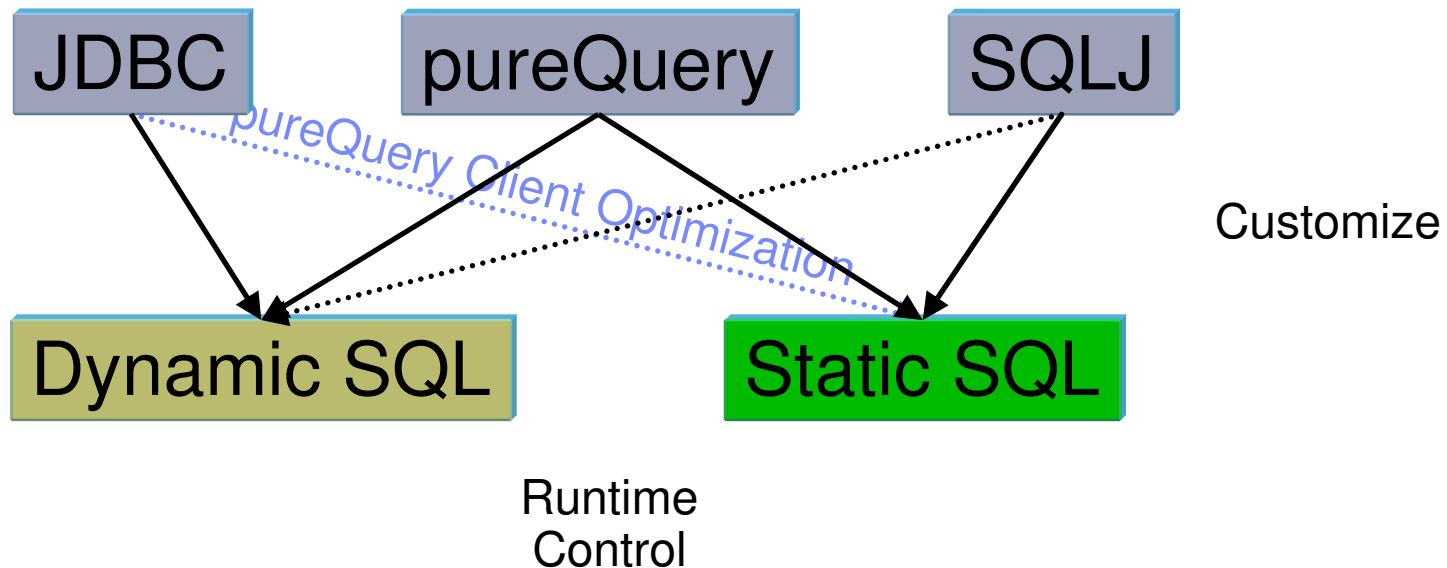 JDBC
pureQuery
SQLJ
pureQuery Client Optimization
Customize
Dynamic SQL
Static SQL
Runtime
Control